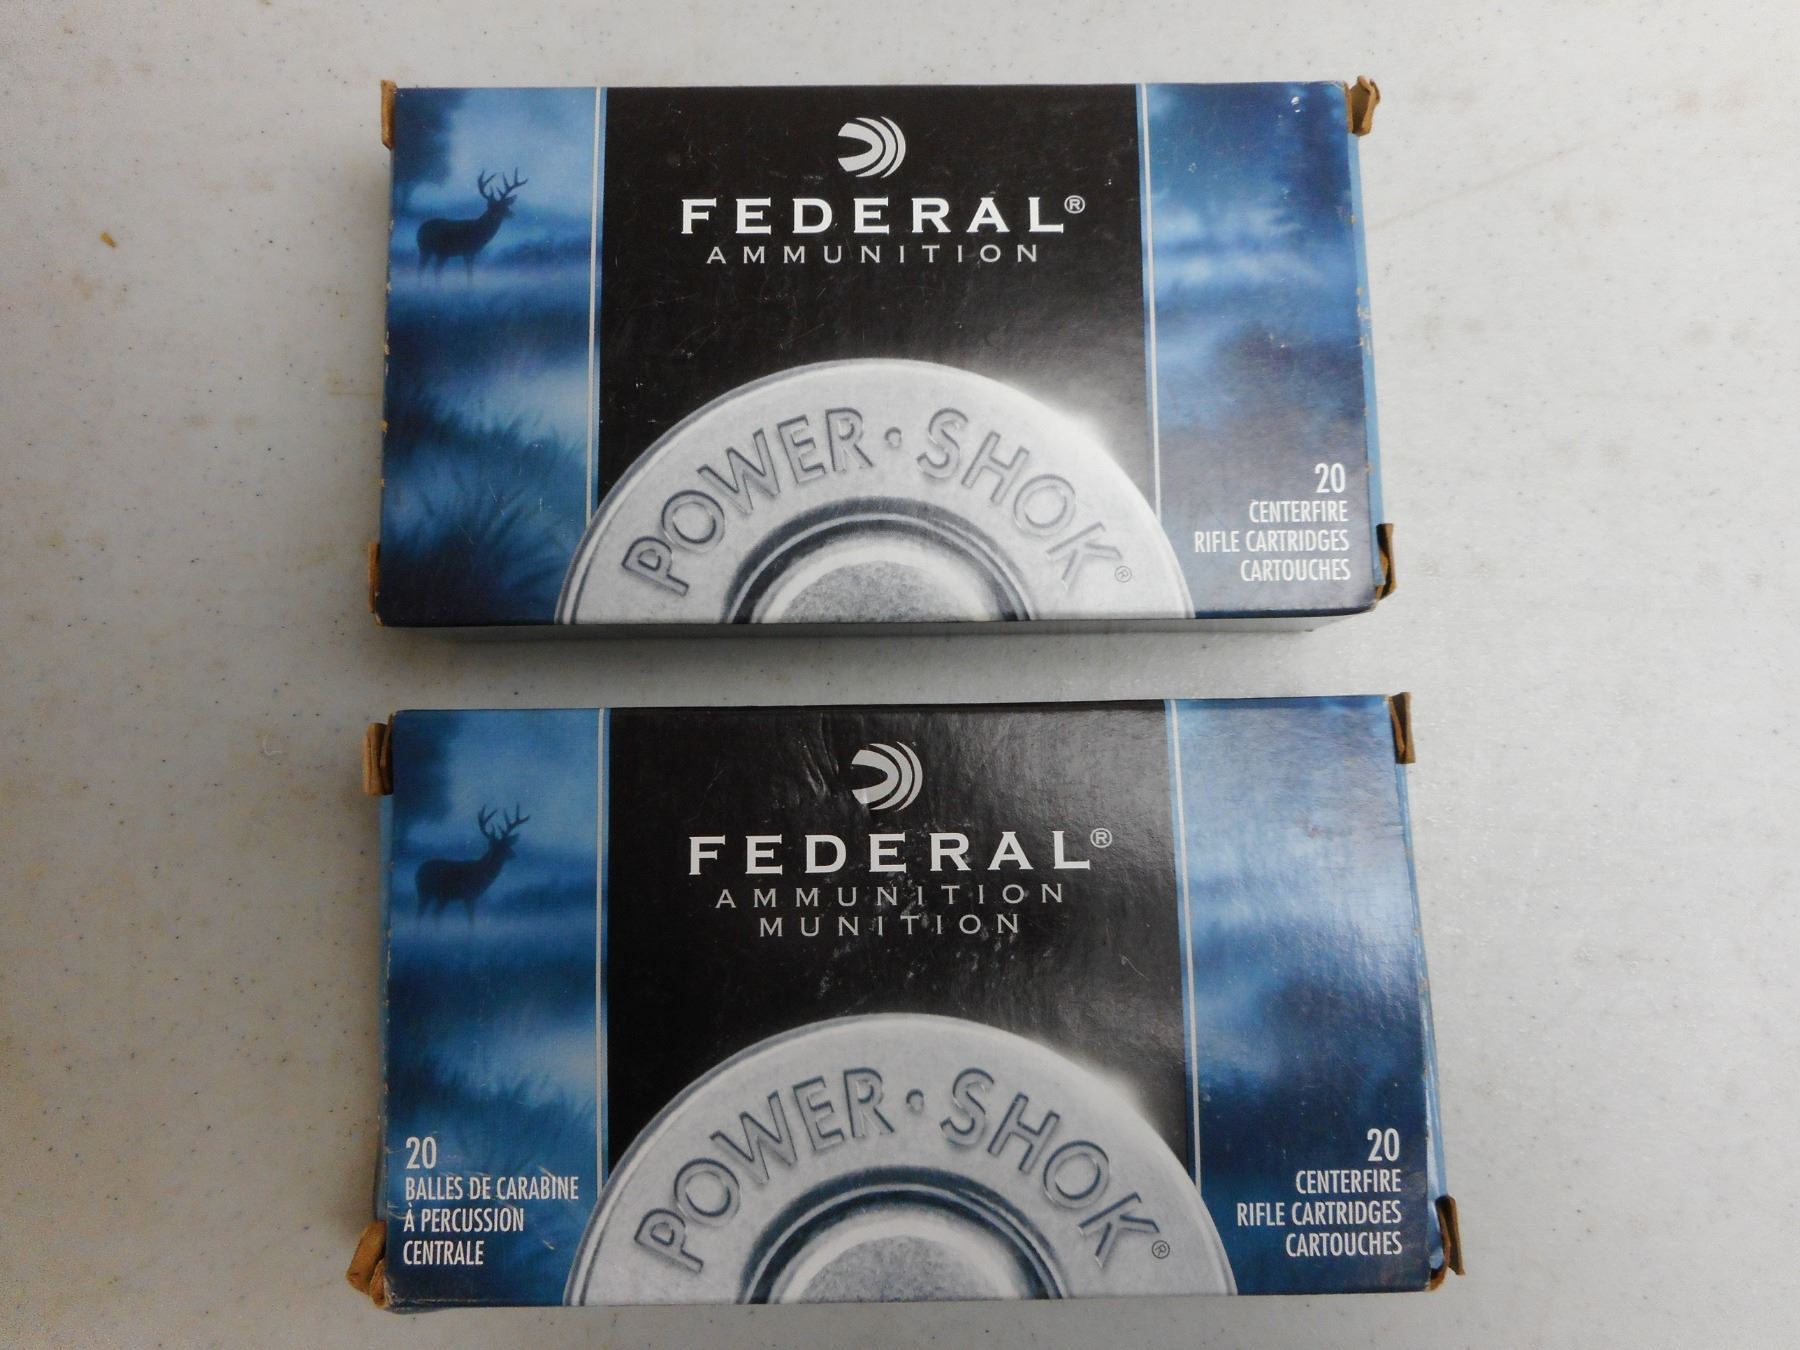 FEDERAL®
AMMUNITION
POWER·SHOK®
20
CENTERFIRE
RIFLE CARTRIDGES
CARTOUCHES
FEDERAL®
AMMUNITION
MUNITION
POWER·SHOK®
20
BALLES DE CARABINE
À PERCUSSION
CENTRALE
20
CENTERFIRE
RIFLE CARTRIDGES
CARTOUCHES